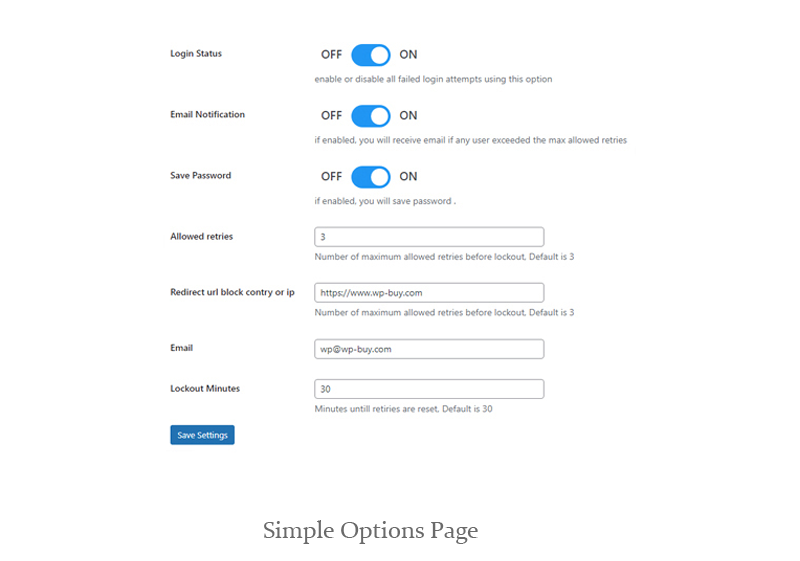 Login Status OFF ON
enable or disable all failed login attempts using this option
Email Notification OFF ON
if enabled, you will receive email if any user exceeded the max allowed retries
Save Password OFF ON
if enabled, you will save password .
Allowed retries 3
Number of maximum allowed retries before lockout, Default is 3
Redirect url block contry or ip https://www.wp-buy.com
Number of maximum allowed retries before lockout, Default is 3
Email wp@wp-buy.com
Lockout Minutes 30
Minutes untill retiries are reset, Default is 30
Save Settings
Simple Options Page